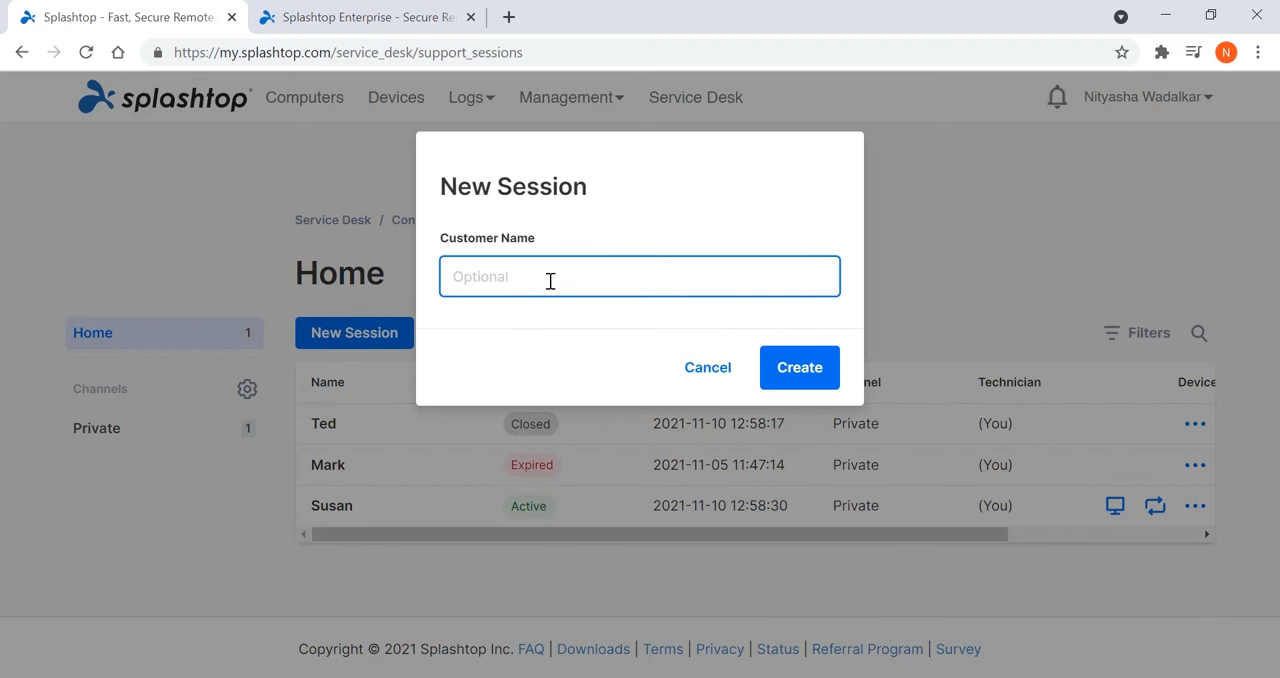 Splashtop - Fast, Secure Remote
Splashtop Enterprise - Secure Re
https://my.splashtop.com/service_desk/support_sessions
N
splashtop Computers Devices Logs Management Service Desk Nityasha Wadalkar
New Session
Service Desk / Con
Customer Name
Optional
Home
Home 1
New Session
Filters
Cancel Create
Channels
Name nel Technician Device
Private 1
Ted Closed 2021-11-10 12:58:17 Private (You)
Mark Expired 2021-11-05 11:47:14 Private (You)
Susan Active 2021-11-10 12:58:30 Private (You)
Copyright © 2021 Splashtop Inc. FAQ | Downloads | Terms | Privacy | Status | Referral Program | Survey